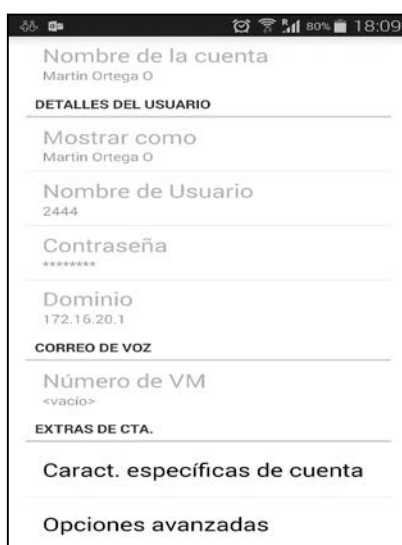 80% 18:09
Nombre de la cuenta
Martin Ortega O
DETALLES DEL USUARIO
Mostrar como
Martin Ortega O
Nombre de Usuario
2444
Contraseña
********
Dominio
172.16.20.1
CORREO DE VOZ
Número de VM
<vacío>
EXTRAS DE CTA.
Caract. específicas de cuenta
Opciones avanzadas